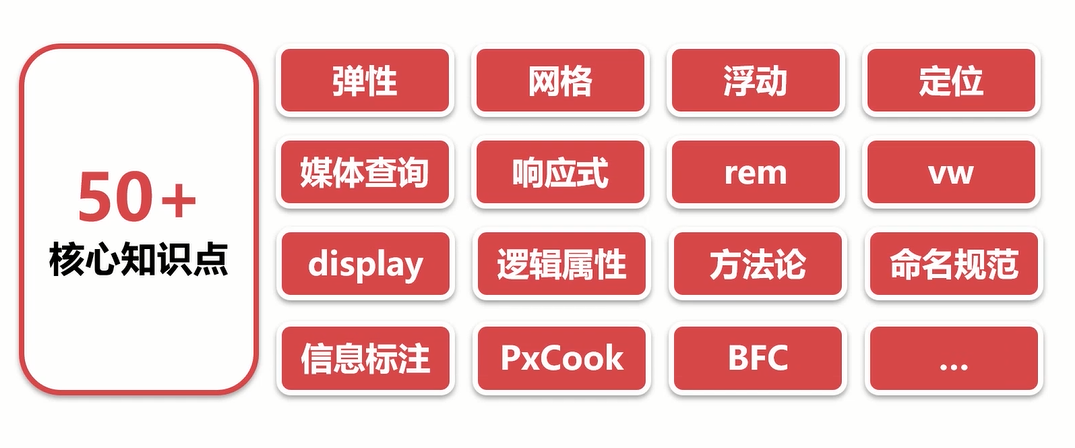 50+
核心知识点
弹性
网格
浮动
定位
媒体查询
响应式
rem
vw
display
逻辑属性
方法论
命名规范
信息标注
PxCook
BFC
...